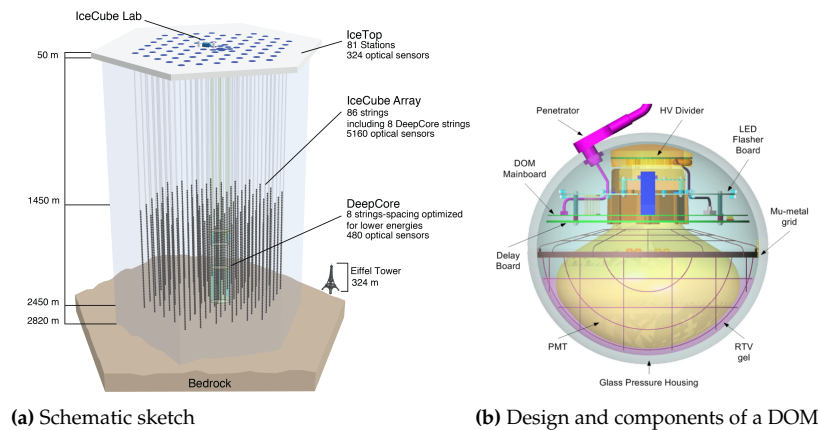 IceCube Lab
IceTop
81 Stations
324 optical sensors
50 m
IceCube Array
86 strings
including 8 DeepCore strings
5160 optical sensors
1450 m
DeepCore
8 strings-spacing optimized
for lower energies
480 optical sensors
Eiffel Tower
324 m
2450 m
2820 m
Bedrock
(a) Schematic sketch
Penetrator
HV Divider
LED
Flasher
Board
DOM
Mainboard
Mu-metal
grid
Delay
Board
PMT
RTV
gel
Glass Pressure Housing
(b) Design and components of a DOM